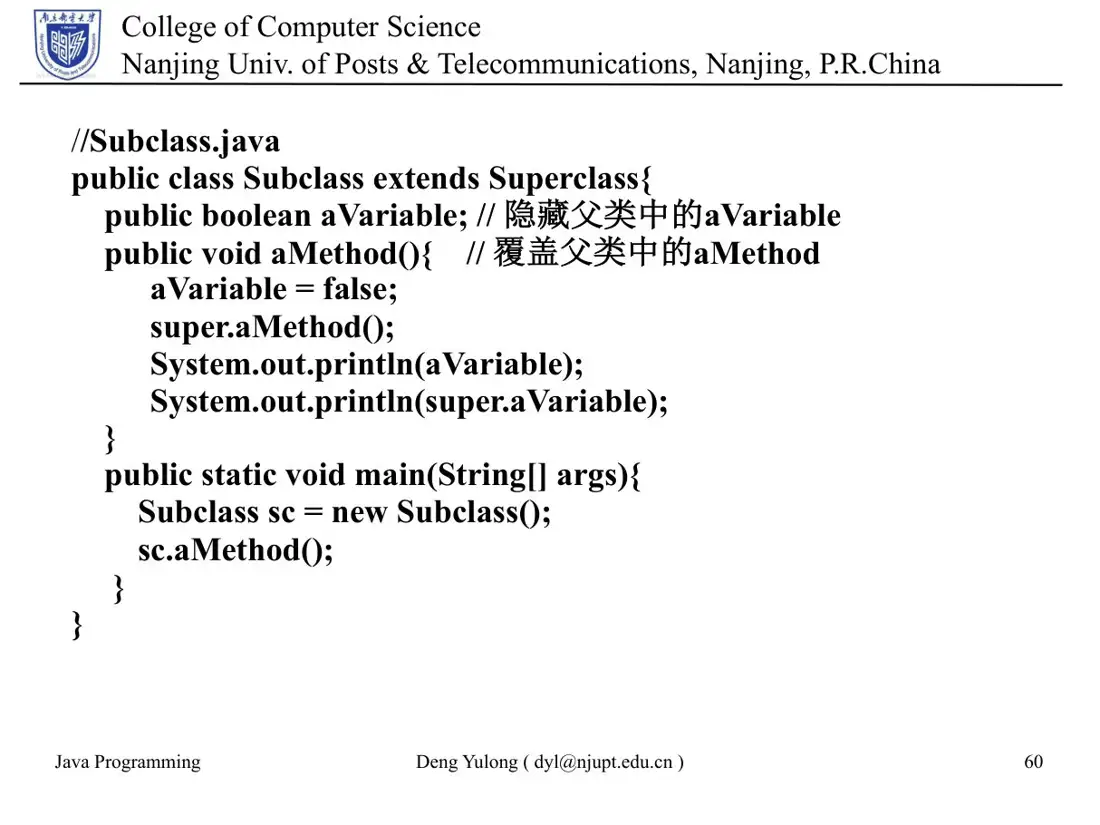 College of Computer Science
Nanjing Univ. of Posts & Telecommunications, Nanjing, P.R.China
//Subclass.java
public class Subclass extends Superclass{
public boolean aVariable; // 隐藏父类中的aVariable
public void aMethod(){ // 覆盖父类中的aMethod
aVariable = false;
super.aMethod();
System.out.println(aVariable);
System.out.println(super.aVariable);
}
public static void main(String[] args){
Subclass sc = new Subclass();
sc.aMethod();
}
}
Java Programming
Deng Yulong ( dyl@njupt.edu.cn )
60